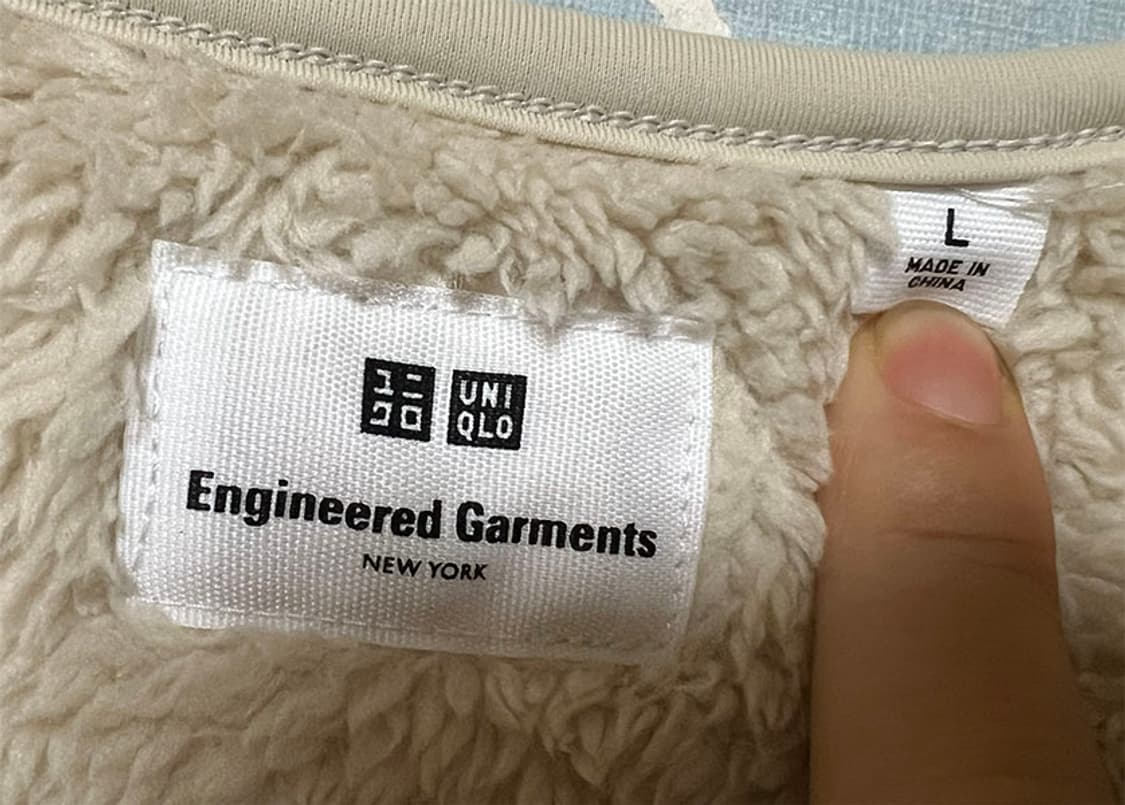 ユニ
クロ
UNI
QLO
Engineered Garments
NEW YORK
L
MADE IN
CHINA